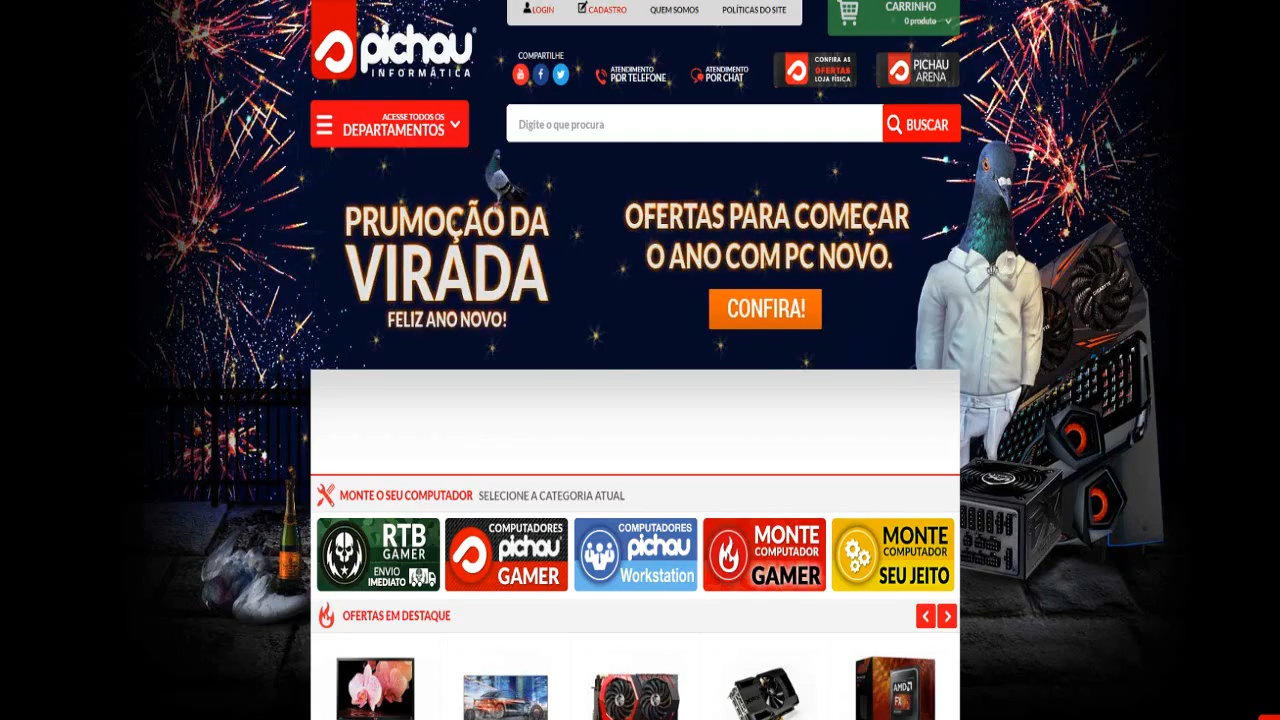 LOGIN
CADASTRO
QUEM SOMOS
POLÍTICAS DO SITE
CARRINHO
0 produto
pichau
INFORMÁTICA
COMPARTILHE
ATENDIMENTO
POR TELEFONE
ATENDIMENTO
POR CHAT
CONFIRA AS
OFERTAS
LOJA FÍSICA
PICHAU
ARENA
ACESSE TODOS OS
DEPARTAMENTOS
Digite o que procura
BUSCAR
PRUMOÇÃO DA
VIRADA
FELIZ ANO NOVO!
OFERTAS PARA COMEÇAR
O ANO COM PC NOVO.
CONFIRA!
MONTE O SEU COMPUTADOR SELECIONE A CATEGORIA ATUAL
RTB
GAMER
ENVIO
IMEDIATO
COMPUTADORES
pichau
GAMER
COMPUTADORES
pichau
Workstation
MONTE
COMPUTADOR
GAMER
MONTE
COMPUTADOR
SEU JEITO
OFERTAS EM DESTAQUE
AMD
FX